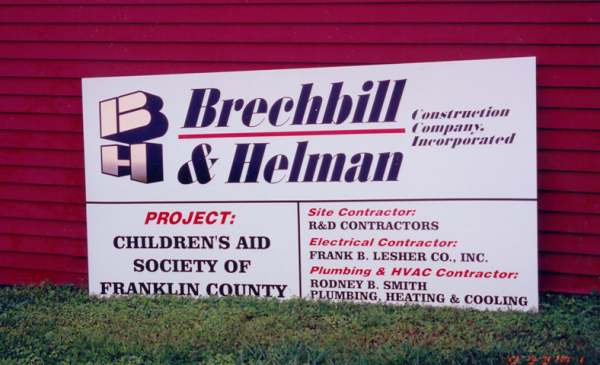 BH
Brechbill
& Helman
Construction
Company,
Incorporated
PROJECT:
CHILDREN'S AID
SOCIETY OF
FRANKLIN COUNTY
Site Contractor:
R&D CONTRACTORS
Electrical Contractor:
FRANK B. LESHER CO., INC.
Plumbing & HVAC Contractor:
RODNEY B. SMITH
PLUMBING, HEATING & COOLING